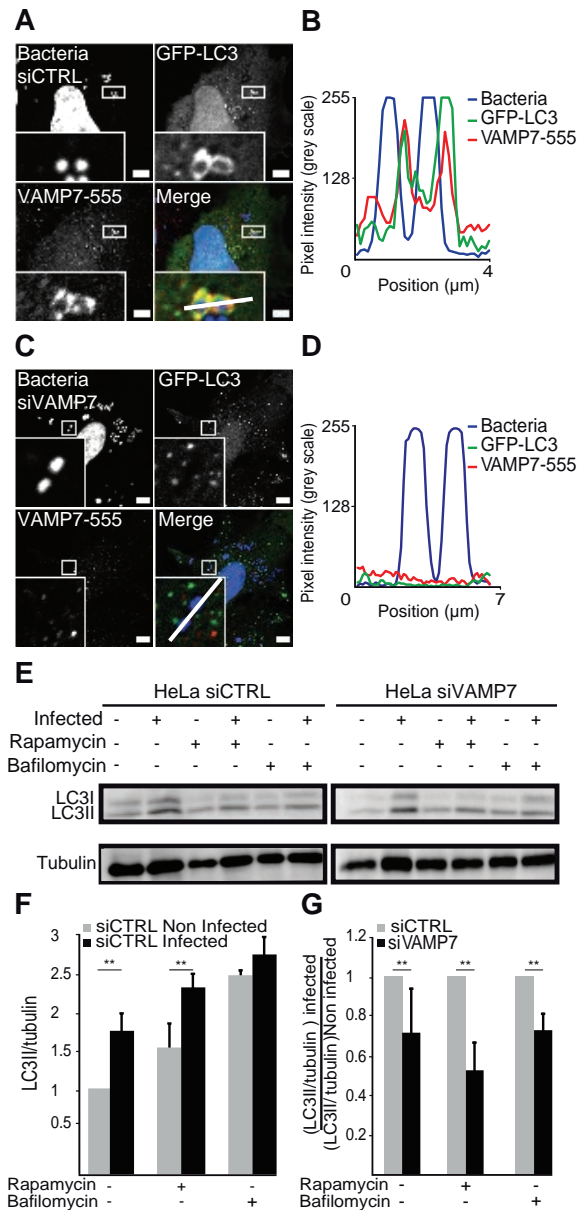 A
Bacteria
siCTRL
GFP-LC3
VAMP7-555
Merge
B
Pixel intensity (grey scale)
255
128
0
4
Position (µm)
Bacteria
GFP-LC3
VAMP7-555
C
Bacteria
siVAMP7
GFP-LC3
VAMP7-555
Merge
D
Pixel intensity (grey scale)
255
128
0
7
Position (µm)
Bacteria
GFP-LC3
VAMP7-555
E
HeLa siCTRL
HeLa siVAMP7
Infected - + - + - + - + - + - +
Rapamycin - - + + - - - - + + - -
Bafilomycin - - - - + + - - - - + +
LC3I
LC3II
Tubulin
F
siCTRL Non Infected
siCTRL Infected
LC3II/tubulin
3
2.5
2
1.5
1
0.5
** **
Rapamycin - + -
Bafilomycin - - +
G
siCTRL
siVAMP7
(LC3II/tubulin ) infected
(LC3II/tubulin )Non infected
1.2
1
0.8
0.6
0.4
0.2
** ** **
Rapamycin - + -
Bafilomycin - - +